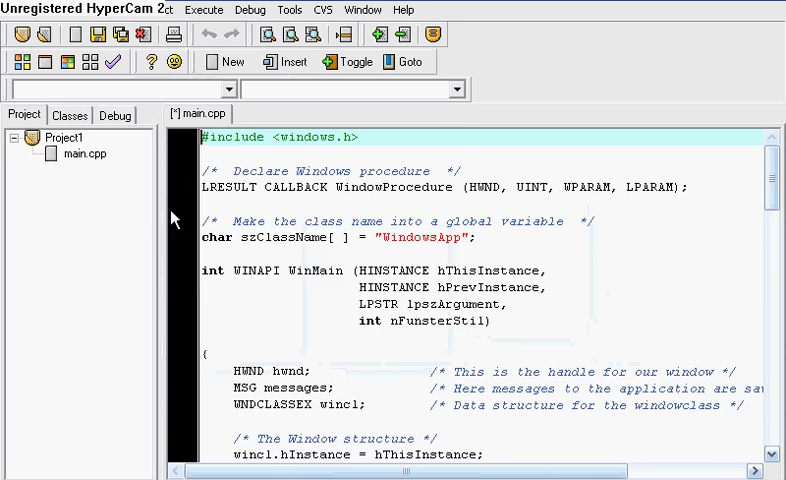 Unregistered HyperCam 2ct Execute Debug Tools CVS Window Help
New Insert Toggle Goto
Project Classes Debug [*] main.cpp
Project1
main.cpp
#include <windows.h>
/*  Declare Windows procedure  */
LRESULT CALLBACK WindowProcedure (HWND, UINT, WPARAM, LPARAM);
/*  Make the class name into a global variable  */
char szClassName[ ] = "WindowsApp";
int WINAPI WinMain (HINSTANCE hThisInstance,
HINSTANCE hPrevInstance,
LPSTR lpszArgument,
int nFunsterStil)
{
HWND hwnd; /* This is the handle for our window */
MSG messages; /* Here messages to the application are sav
WNDCLASSEX wincl; /* Data structure for the windowclass */
/* The Window structure */
wincl.hInstance = hThisInstance;